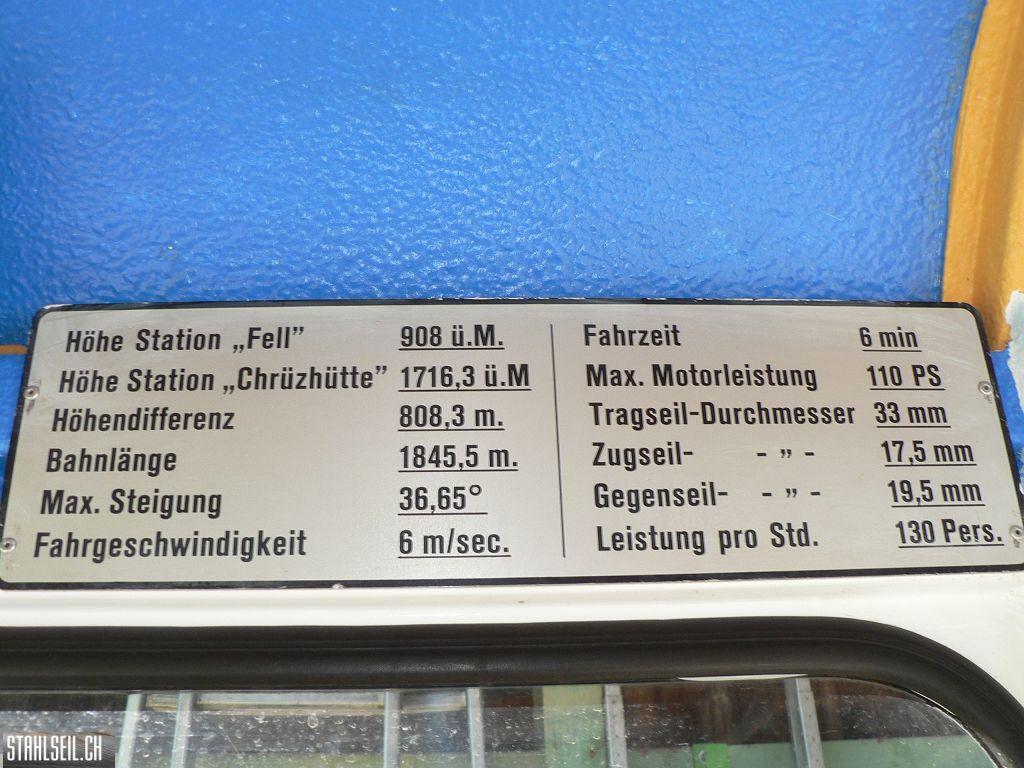 Höhe Station „Fell” 908 ü.M.
Höhe Station „Chrüzhütte” 1716,3 ü.M
Höhendifferenz 808,3 m.
Bahnlänge 1845,5 m.
Max. Steigung 36,65°
Fahrgeschwindigkeit 6 m/sec.
Fahrzeit 6 min
Max. Motorleistung 110 PS
Tragseil-Durchmesser 33 mm
Zugseil- - ” - 17,5 mm
Gegenseil- - ” - 19,5 mm
Leistung pro Std. 130 Pers.
STAHLSEIL.CH